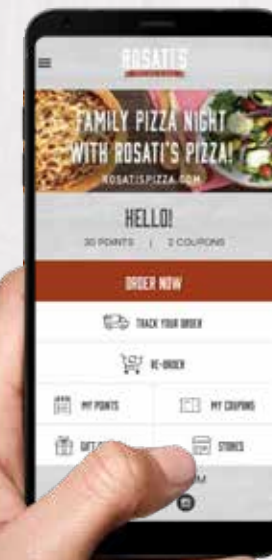 ROSATI'S
FAMILY PIZZA NIGHT
WITH ROSATI'S PIZZA!
ROSATISPIZZA.COM
HELLO!
30 POINTS | 2 COUPONS
ORDER NOW
TRACK YOUR ORDER
RE-ORDER
MY POINTS
MY COUPONS
GIFT
STORES